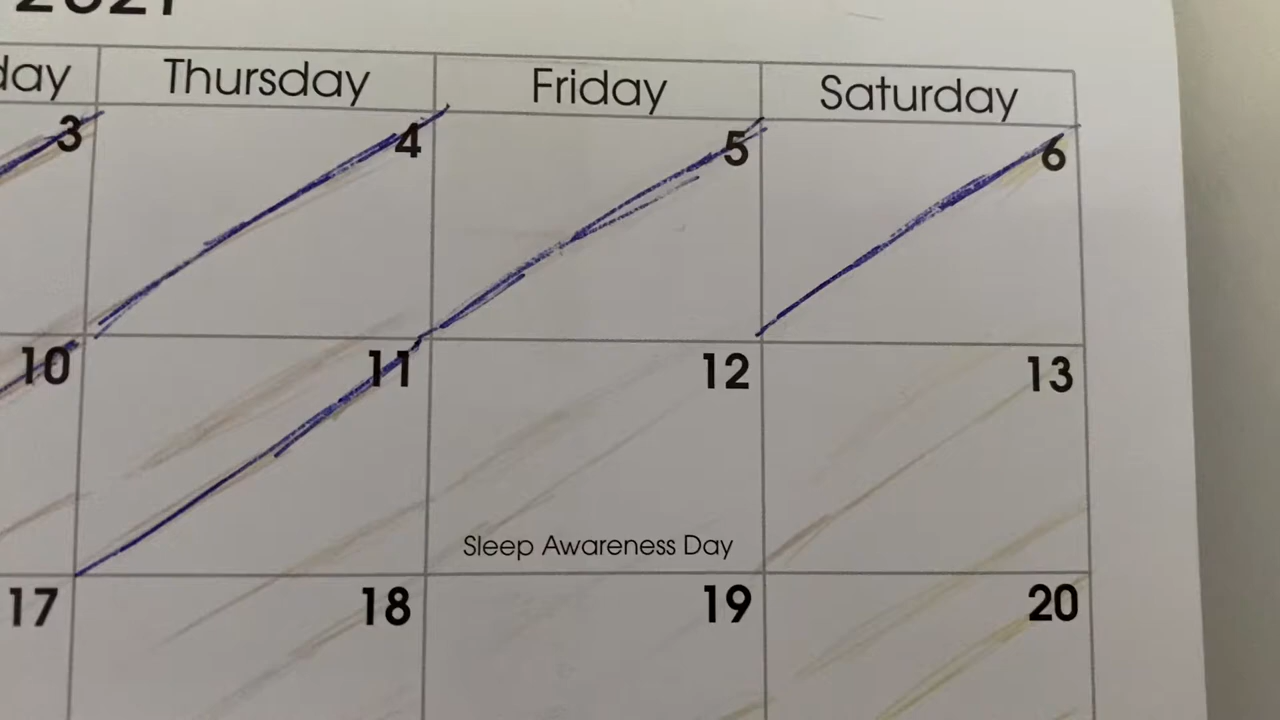 2021
day Thursday Friday Saturday
3 4 5 6
10 11 12 13
Sleep Awareness Day
17 18 19 20